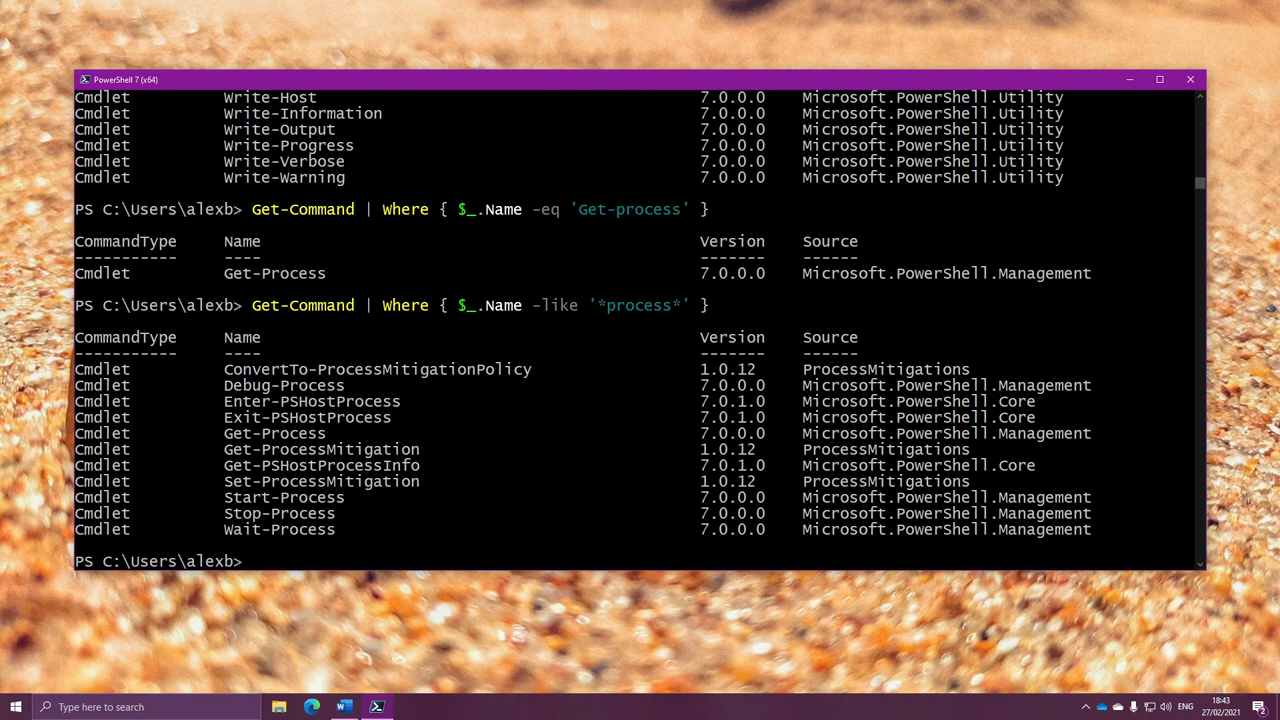 PowerShell 7 (x64)
Cmdlet Write-Host 7.0.0.0 Microsoft.PowerShell.Utility
Cmdlet Write-Information 7.0.0.0 Microsoft.PowerShell.Utility
Cmdlet Write-Output 7.0.0.0 Microsoft.PowerShell.Utility
Cmdlet Write-Progress 7.0.0.0 Microsoft.PowerShell.Utility
Cmdlet Write-Verbose 7.0.0.0 Microsoft.PowerShell.Utility
Cmdlet Write-Warning 7.0.0.0 Microsoft.PowerShell.Utility
PS C:\Users\alexb> Get-Command | Where { $_.Name -eq 'Get-process' }
CommandType Name Version Source
----------- ---- ------- ------
Cmdlet Get-Process 7.0.0.0 Microsoft.PowerShell.Management
PS C:\Users\alexb> Get-Command | Where { $_.Name -like '*process*' }
CommandType Name Version Source
----------- ---- ------- ------
Cmdlet ConvertTo-ProcessMitigationPolicy 1.0.12 ProcessMitigations
Cmdlet Debug-Process 7.0.0.0 Microsoft.PowerShell.Management
Cmdlet Enter-PSHostProcess 7.0.1.0 Microsoft.PowerShell.Core
Cmdlet Exit-PSHostProcess 7.0.1.0 Microsoft.PowerShell.Core
Cmdlet Get-Process 7.0.0.0 Microsoft.PowerShell.Management
Cmdlet Get-ProcessMitigation 1.0.12 ProcessMitigations
Cmdlet Get-PSHostProcessInfo 7.0.1.0 Microsoft.PowerShell.Core
Cmdlet Set-ProcessMitigation 1.0.12 ProcessMitigations
Cmdlet Start-Process 7.0.0.0 Microsoft.PowerShell.Management
Cmdlet Stop-Process 7.0.0.0 Microsoft.PowerShell.Management
Cmdlet Wait-Process 7.0.0.0 Microsoft.PowerShell.Management
PS C:\Users\alexb>
Type here to search
ENG
18:43
27/02/2021
2